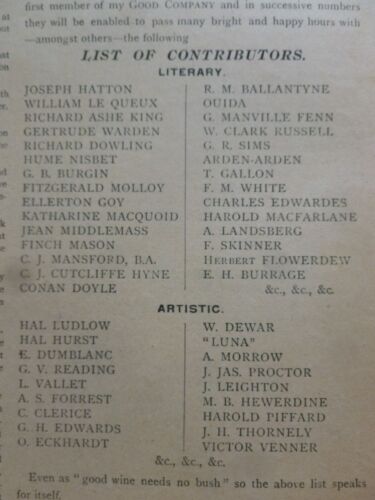 first member of my GOOD COMPANY and in successive numbers
they will be enabled to pass many bright and happy hours with
—amongst others—the following
LIST OF CONTRIBUTORS.
LITERARY.
JOSEPH HATTON
WILLIAM LE QUEUX
RICHARD ASHE KING
GERTRUDE WARDEN
RICHARD DOWLING
HUME NISBET
G. B. BURGIN
FITZGERALD MOLLOY
ELLERTON GOY
KATHARINE MACQUOID
JEAN MIDDLEMASS
FINCH MASON
C. J. MANSFORD, B.A.
C. J. CUTCLIFFE HYNE
CONAN DOYLE
R. M. BALLANTYNE
OUIDA
G. MANVILLE FENN
W. CLARK RUSSELL
G. R. SIMS
ARDEN-ARDEN
T. GALLON
F. M. WHITE
CHARLES EDWARDES
HAROLD MACFARLANE
A. LANDSBERG
F. SKINNER
HERBERT FLOWERDEW
E. H. BURRAGE
&c., &c., &c.
ARTISTIC.
HAL LUDLOW
HAL HURST
E. DUMBLANC
G. V. READING
L. VALLET
A. S. FORREST
C. CLERICE
G. H. EDWARDS
O. ECKHARDT
W. DEWAR
"LUNA"
A. MORROW
J. JAS. PROCTOR
J. LEIGHTON
M. B. HEWERDINE
HAROLD PIFFARD
J. H. THORNELY
VICTOR VENNER
&c., &c., &c.
Even as "good wine needs no bush" so the above list speaks
for itself.